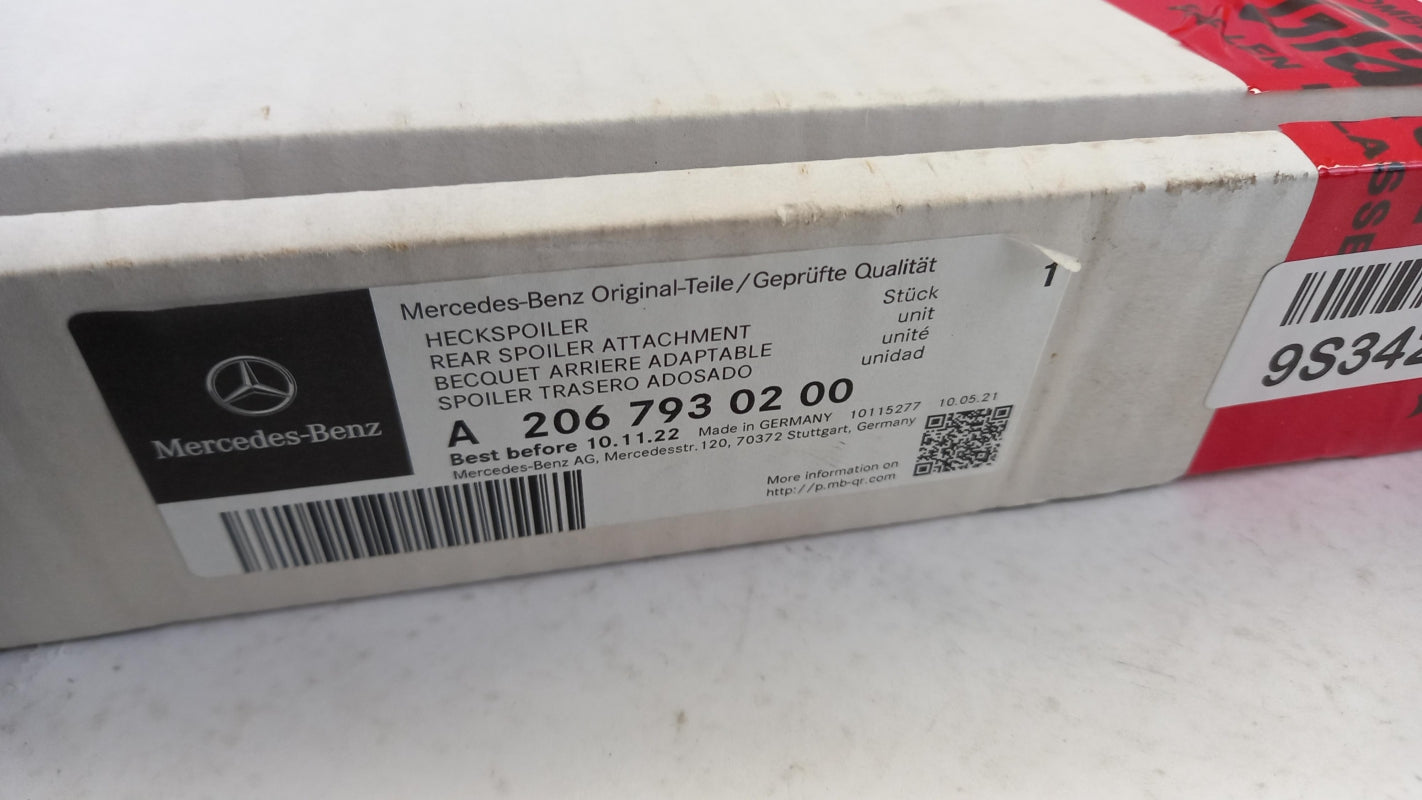 Mercedes-Benz
Mercedes-Benz Original-Teile/Geprüfte Qualität
HECKSPOILER
REAR SPOILER ATTACHMENT
BECQUET ARRIERE ADAPTABLE
SPOILER TRASERO ADOSADO
Stück
unit
unité
unidad
1
A 206 793 02 00
Best before 10.11.22 Made in GERMANY 10115277 10.05.21
Mercedes-Benz AG, Mercedesstr. 120, 70372 Stuttgart, Germany
More information on
http://p.mb-qr.com